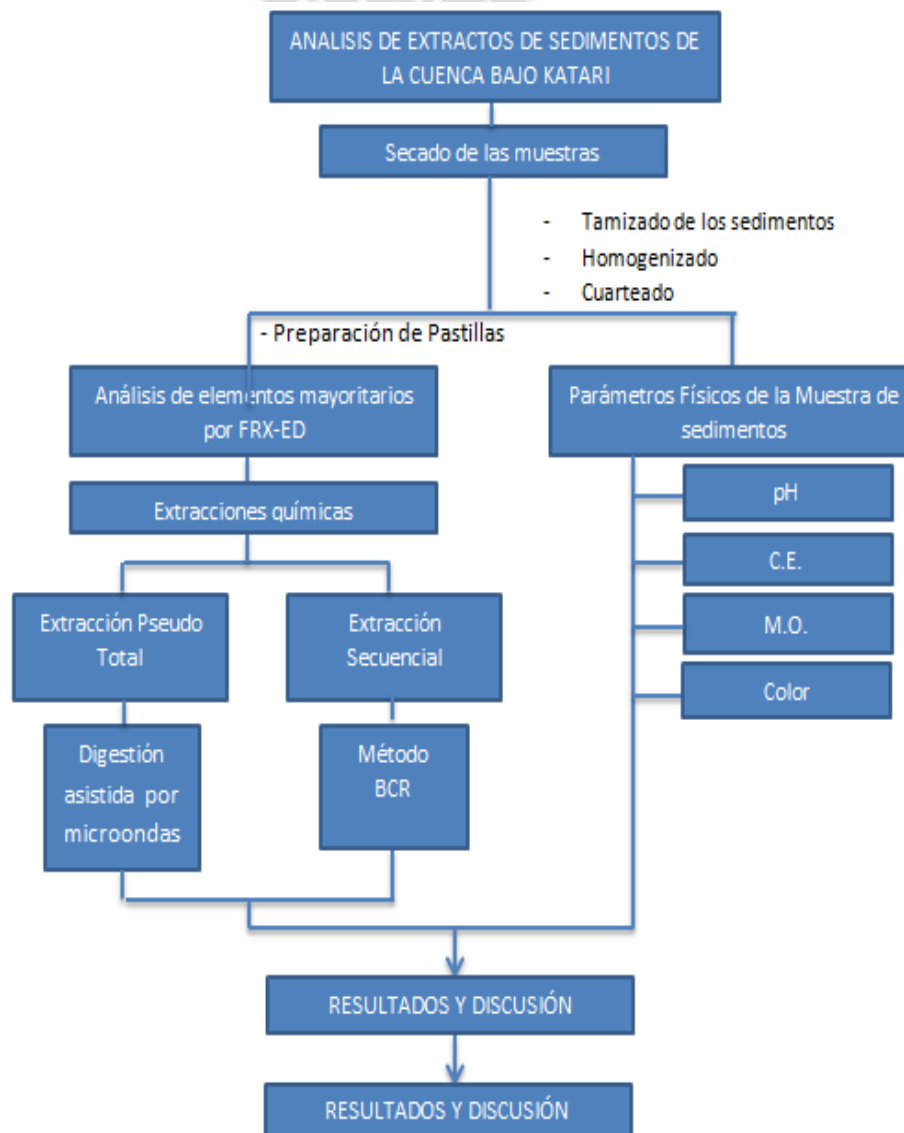 ANALISIS DE EXTRACTOS DE SEDIMENTOS DE
LA CUENCA BAJO KATARI
Secado de las muestras
- Tamizado de los sedimentos
- Homogenizado
- Cuarteado
- Preparación de Pastillas
Análisis de elementos mayoritarios
por FRX-ED
Parámetros Físicos de la Muestra de
sedimentos
Extracciones químicas
pH
C.E.
M.O.
Color
Extracción Pseudo
Total
Extracción
Secuencial
Digestión
asistida por
microondas
Método
BCR
RESULTADOS Y DISCUSIÓN
RESULTADOS Y DISCUSIÓN